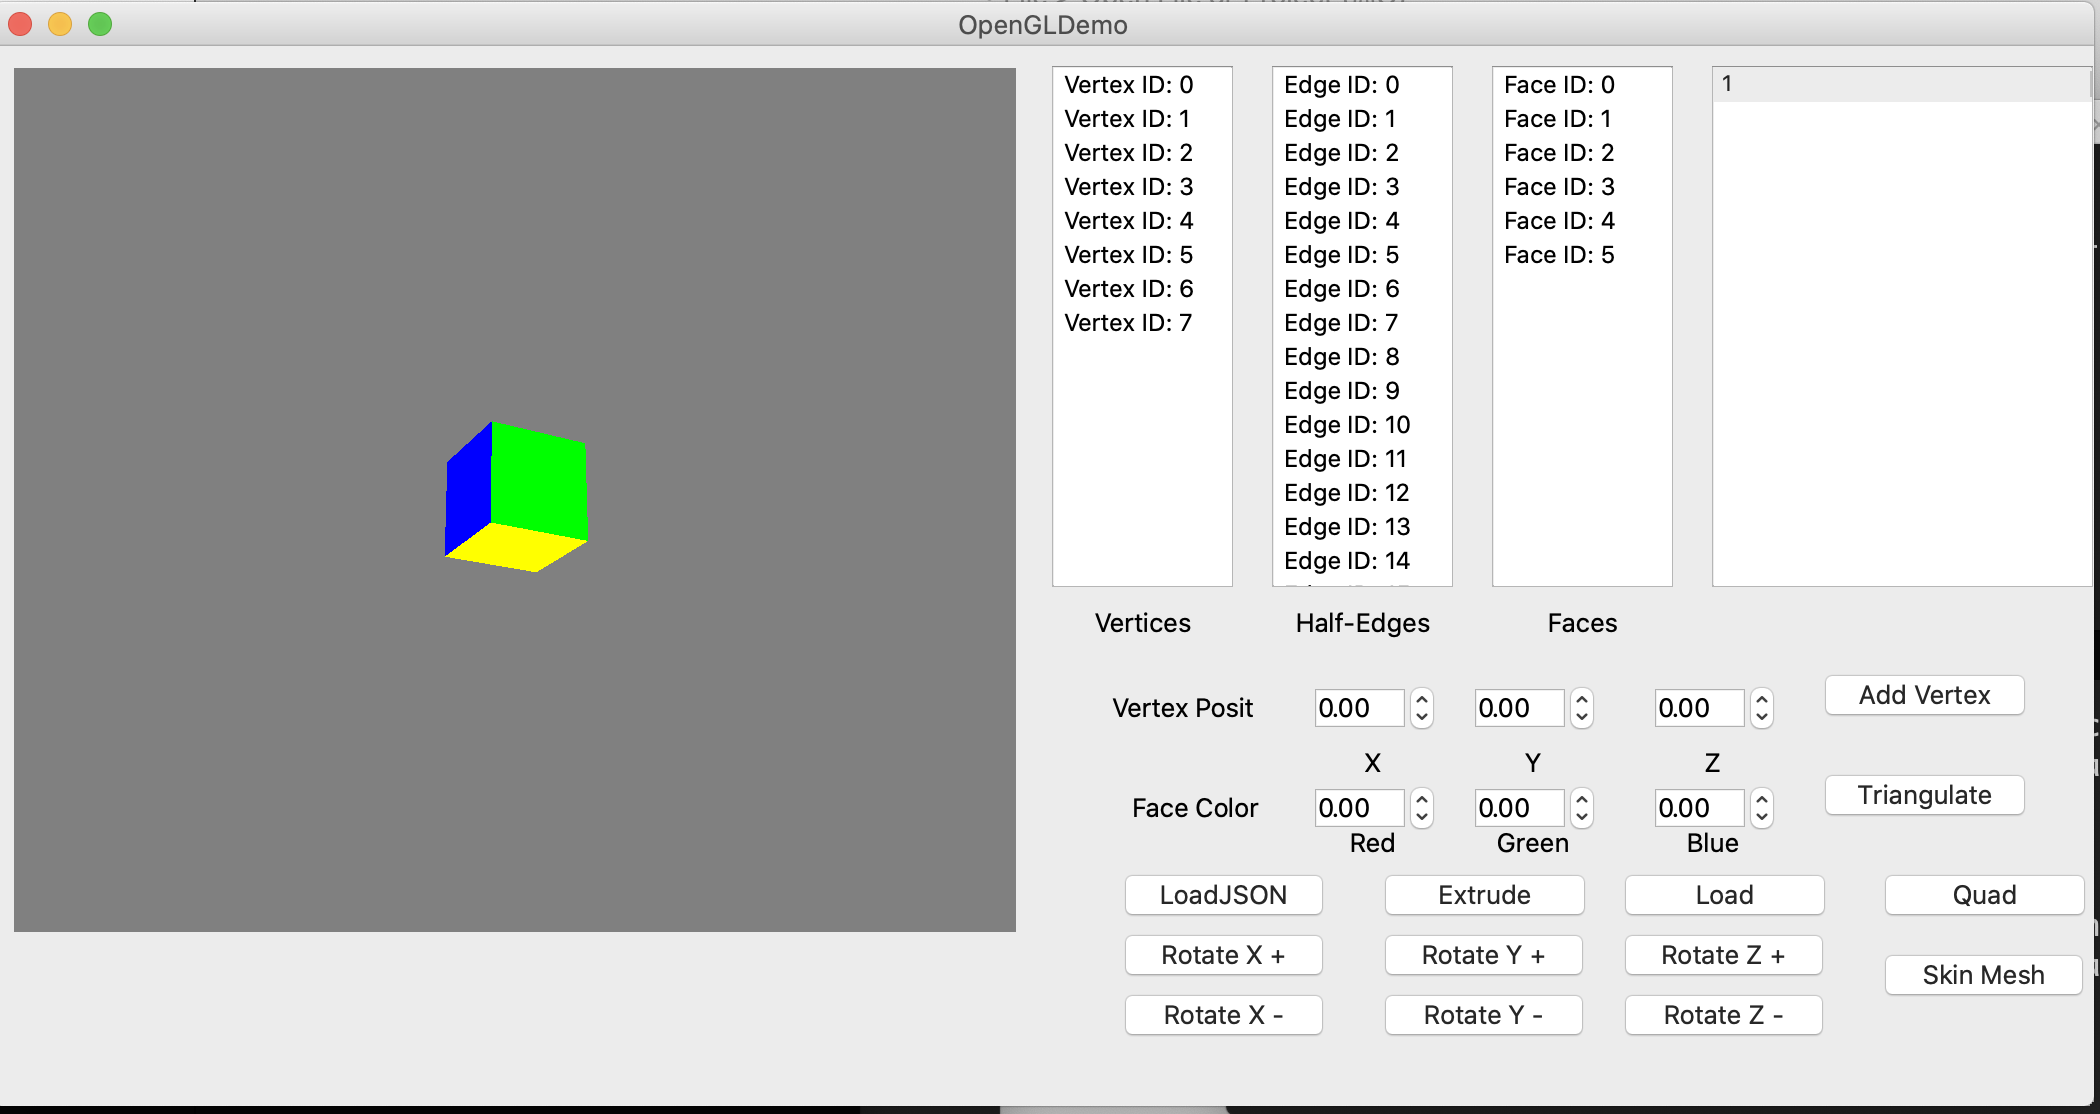 OpenGLDemo
Vertex ID: 0
Vertex ID: 1
Vertex ID: 2
Vertex ID: 3
Vertex ID: 4
Vertex ID: 5
Vertex ID: 6
Vertex ID: 7
Edge ID: 0
Edge ID: 1
Edge ID: 2
Edge ID: 3
Edge ID: 4
Edge ID: 5
Edge ID: 6
Edge ID: 7
Edge ID: 8
Edge ID: 9
Edge ID: 10
Edge ID: 11
Edge ID: 12
Edge ID: 13
Edge ID: 14
Face ID: 0
Face ID: 1
Face ID: 2
Face ID: 3
Face ID: 4
Face ID: 5
1
Vertices Half-Edges Faces
Vertex Posit 0.00 0.00 0.00 Add Vertex
X Y Z
Face Color 0.00 0.00 0.00 Triangulate
Red Green Blue
LoadJSON Extrude Load Quad
Rotate X + Rotate Y + Rotate Z +
Skin Mesh
Rotate X - Rotate Y - Rotate Z -